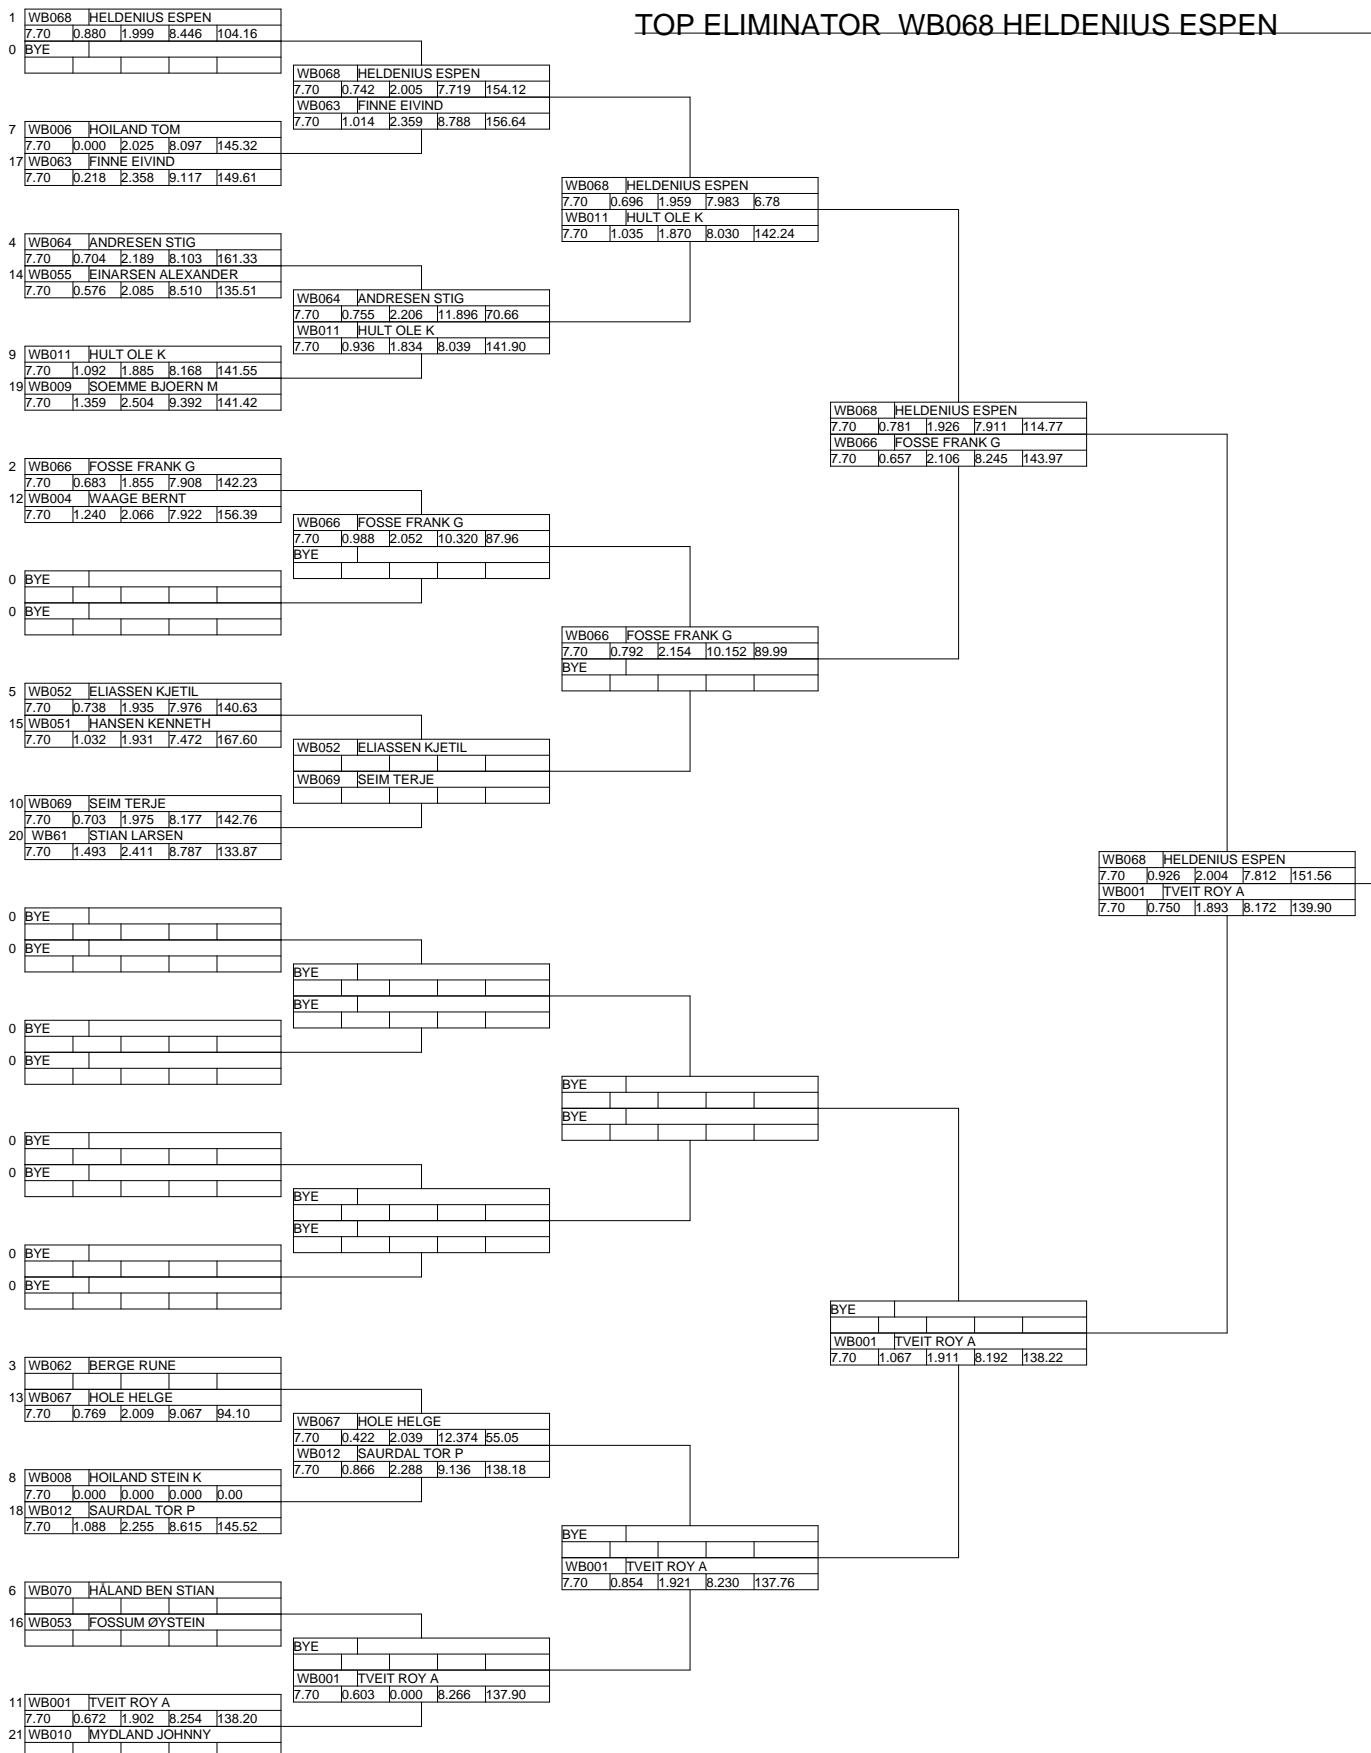 TOP ELIMINATOR WB068 HELDENIUS ESPEN
1 WB068 HELDENIUS ESPEN
7.70 0.880 1.999 8.446 104.16
0 BYE
7 WB006 HOILAND TOM
7.70 0.000 2.025 8.097 145.32
17 WB063 FINNE EIVIND
7.70 0.218 2.358 9.117 149.61
4 WB064 ANDRESEN STIG
7.70 0.704 2.189 8.103 161.33
14 WB055 EINARSEN ALEXANDER
7.70 0.576 2.085 8.510 135.51
9 WB011 HULT OLE K
7.70 1.092 1.885 8.168 141.55
19 WB009 SOEMME BJOERN M
7.70 1.359 2.504 9.392 141.42
2 WB066 FOSSE FRANK G
7.70 0.683 1.855 7.908 142.23
12 WB004 WAAGE BERNT
7.70 1.240 2.066 7.922 156.39
0 BYE
0 BYE
5 WB052 ELIASSEN KJETIL
7.70 0.738 1.935 7.976 140.63
15 WB051 HANSEN KENNETH
7.70 1.032 1.931 7.472 167.60
10 WB069 SEIM TERJE
7.70 0.703 1.975 8.177 142.76
20 WB61 STIAN LARSEN
7.70 1.493 2.411 8.787 133.87
0 BYE
0 BYE
0 BYE
0 BYE
0 BYE
0 BYE
0 BYE
0 BYE
3 WB062 BERGE RUNE
13 WB067 HOLE HELGE
7.70 0.769 2.009 9.067 94.10
8 WB008 HOILAND STEIN K
7.70 0.000 0.000 0.000 0.00
18 WB012 SAURDAL TOR P
7.70 1.088 2.255 8.615 145.52
6 WB070 HÅLAND BEN STIAN
16 WB053 FOSSUM ØYSTEIN
11 WB001 TVEIT ROY A
7.70 0.672 1.902 8.254 138.20
21 WB010 MYDLAND JOHNNY
WB068 HELDENIUS ESPEN
7.70 0.742 2.005 7.719 154.12
WB063 FINNE EIVIND
7.70 1.014 2.359 8.788 156.64
WB064 ANDRESEN STIG
7.70 0.755 2.206 11.896 70.66
WB011 HULT OLE K
7.70 0.936 1.834 8.039 141.90
WB066 FOSSE FRANK G
7.70 0.988 2.052 10.320 87.96
BYE
WB052 ELIASSEN KJETIL
WB069 SEIM TERJE
BYE
BYE
BYE
BYE
WB067 HOLE HELGE
7.70 0.422 2.039 12.374 55.05
WB012 SAURDAL TOR P
7.70 0.866 2.288 9.136 138.18
BYE
WB001 TVEIT ROY A
7.70 0.603 0.000 8.266 137.90
WB068 HELDENIUS ESPEN
7.70 0.696 1.959 7.983 6.78
WB011 HULT OLE K
7.70 1.035 1.870 8.030 142.24
WB066 FOSSE FRANK G
7.70 0.792 2.154 10.152 89.99
BYE
BYE
BYE
BYE
WB001 TVEIT ROY A
7.70 0.854 1.921 8.230 137.76
WB068 HELDENIUS ESPEN
7.70 0.781 1.926 7.911 114.77
WB066 FOSSE FRANK G
7.70 0.657 2.106 8.245 143.97
BYE
WB001 TVEIT ROY A
7.70 1.067 1.911 8.192 138.22
WB068 HELDENIUS ESPEN
7.70 0.926 2.004 7.812 151.56
WB001 TVEIT ROY A
7.70 0.750 1.893 8.172 139.90